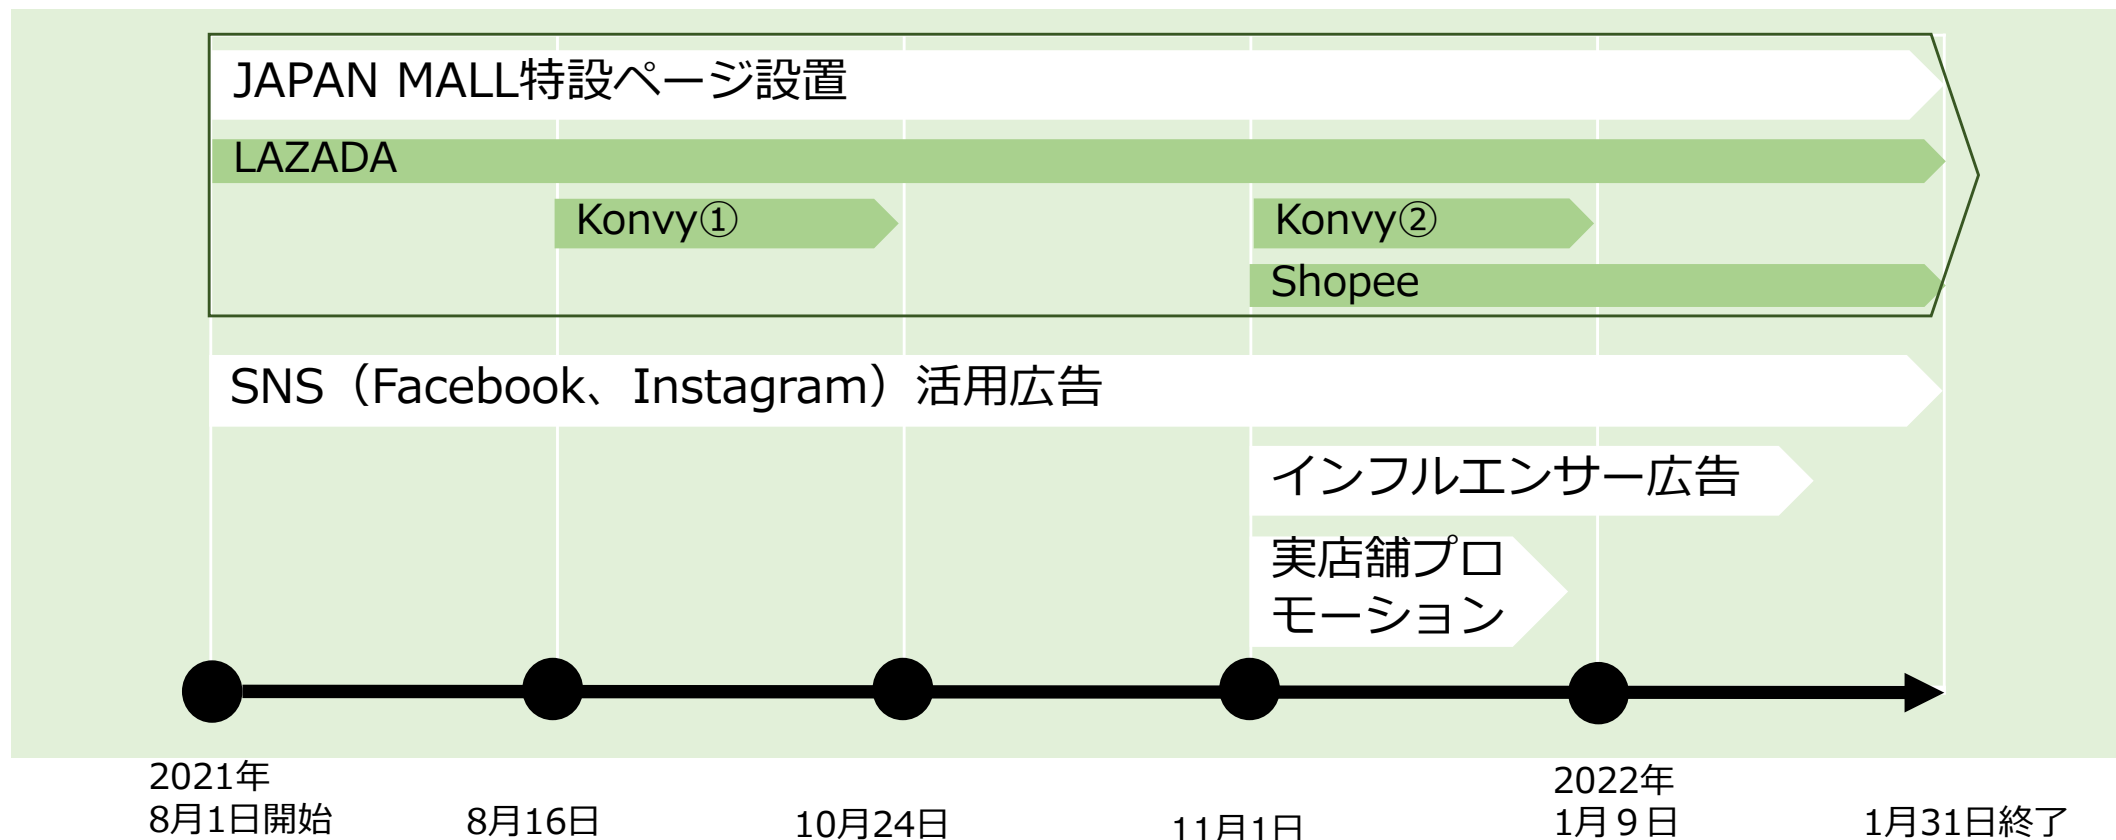 JAPAN MALL特設ページ設置
LAZADA
Konvy①
Konvy②
Shopee
SNS（Facebook、Instagram）活用広告
インフルエンサー広告
実店舗プロ
モーション
2021年
8月1日開始
8月16日
10月24日
11月1日
2022年
1月９日
1月31日終了